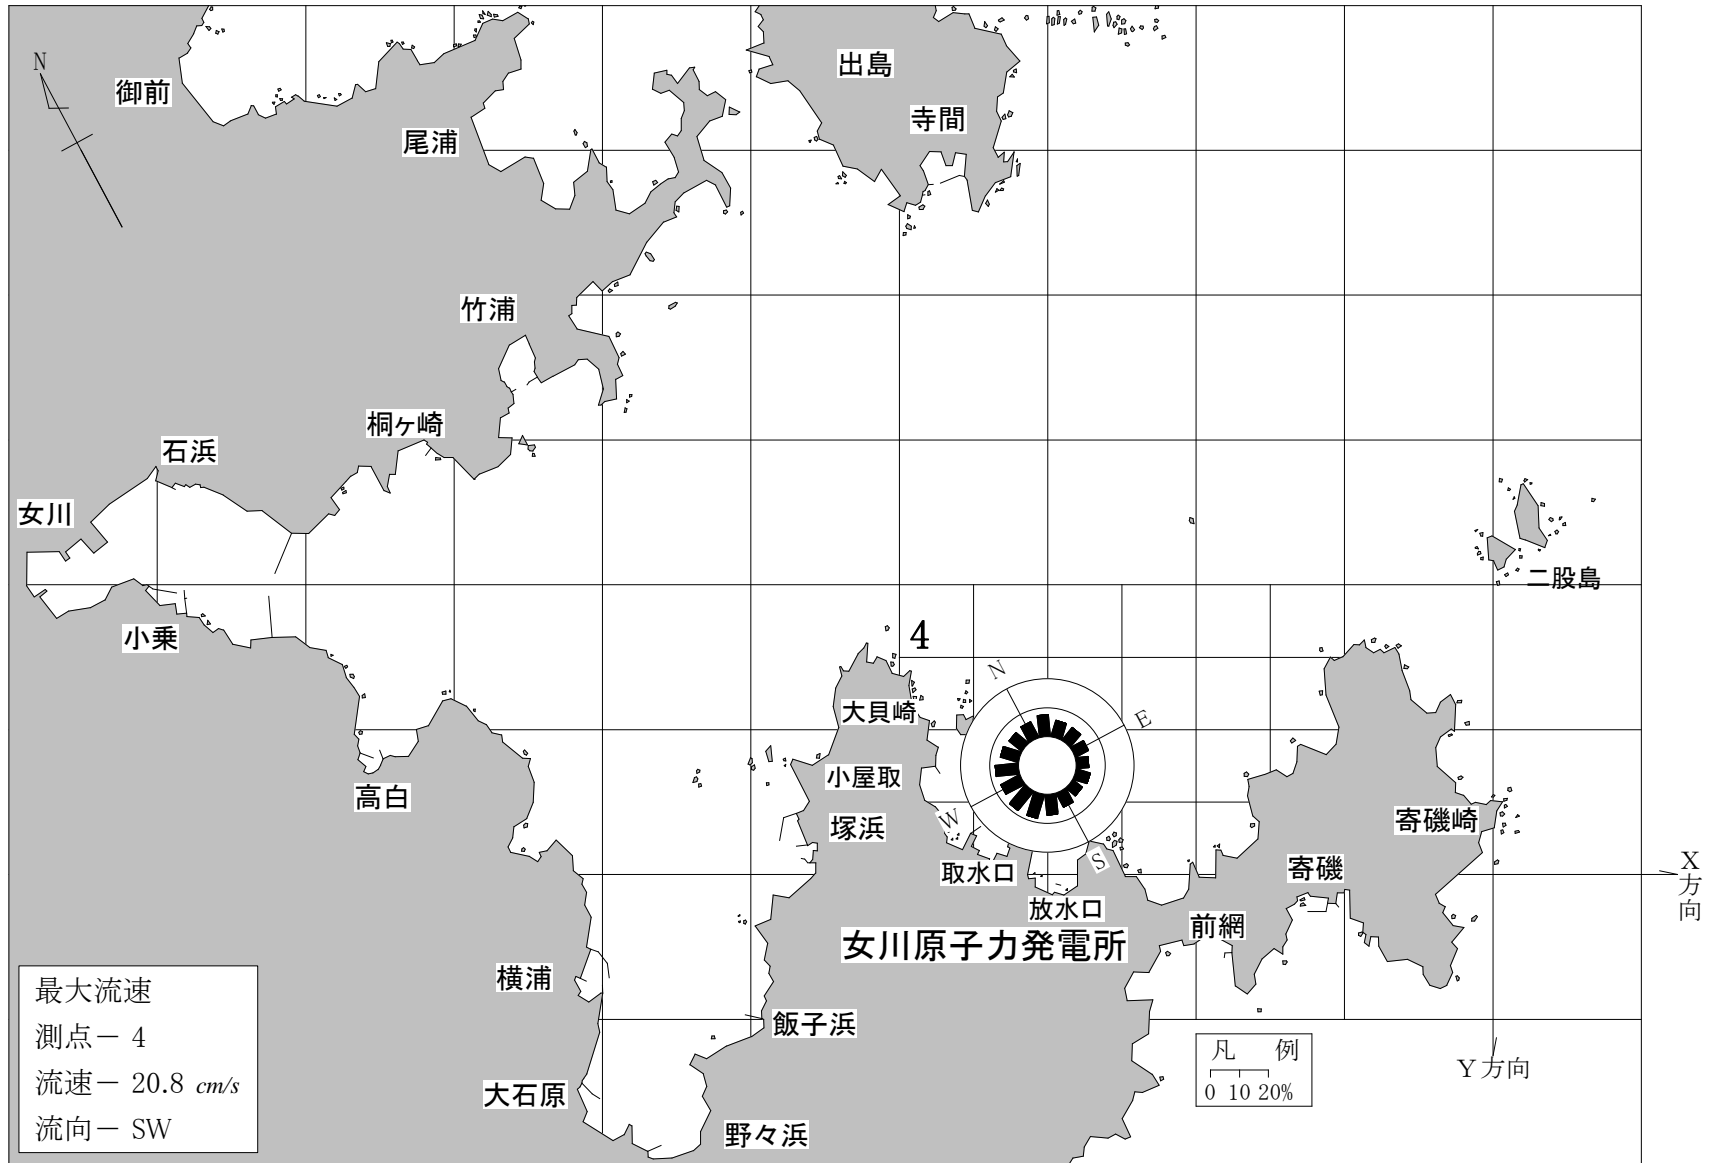 N
御前
出島
寺間
尾浦
竹浦
桐ヶ崎
石浜
女川
二股島
小乗
4
N
大貝崎
E
小屋取
高白
W
塚浜
寄磯崎
S
取水口
寄磯
X方向
放水口
前網
女川原子力発電所
横浦
最大流速
測点－ 4
流速－ 20.8 cm/s
流向－ SW
飯子浜
凡 例
0 10 20%
Y方向
大石原
野々浜